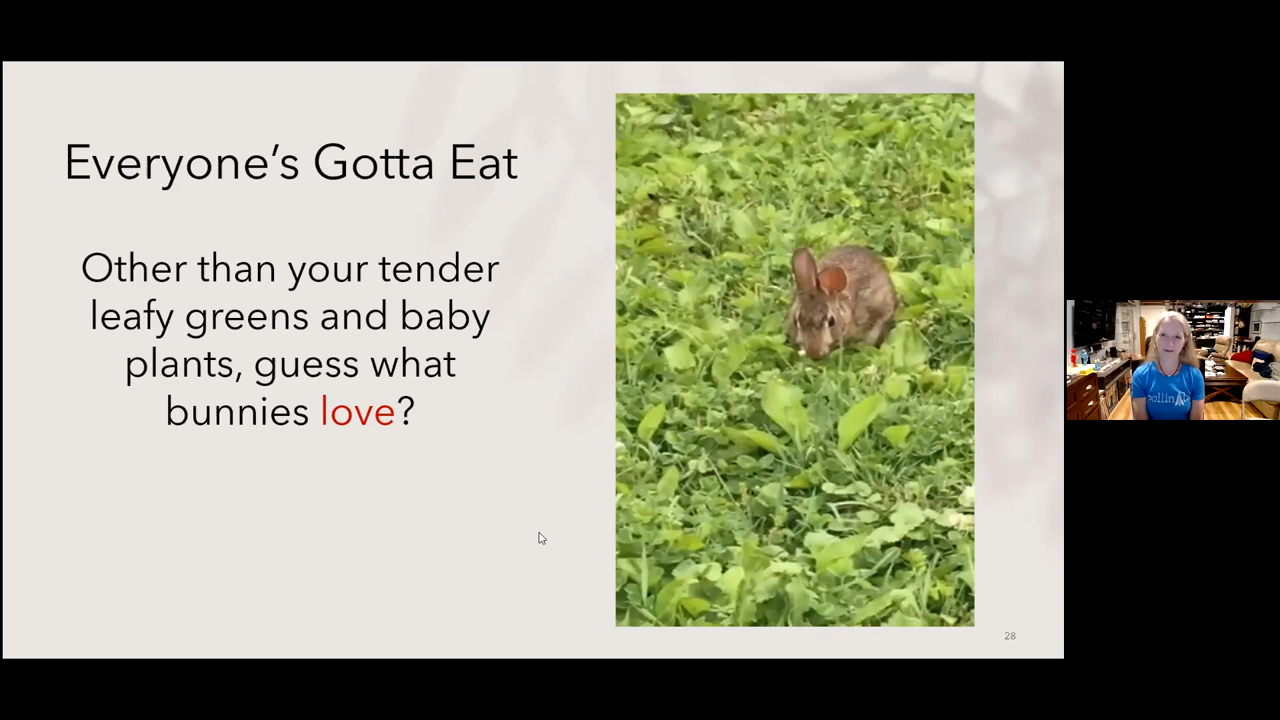 Everyone's Gotta Eat
Other than your tender
leafy greens and baby
plants, guess what
bunnies love?
28